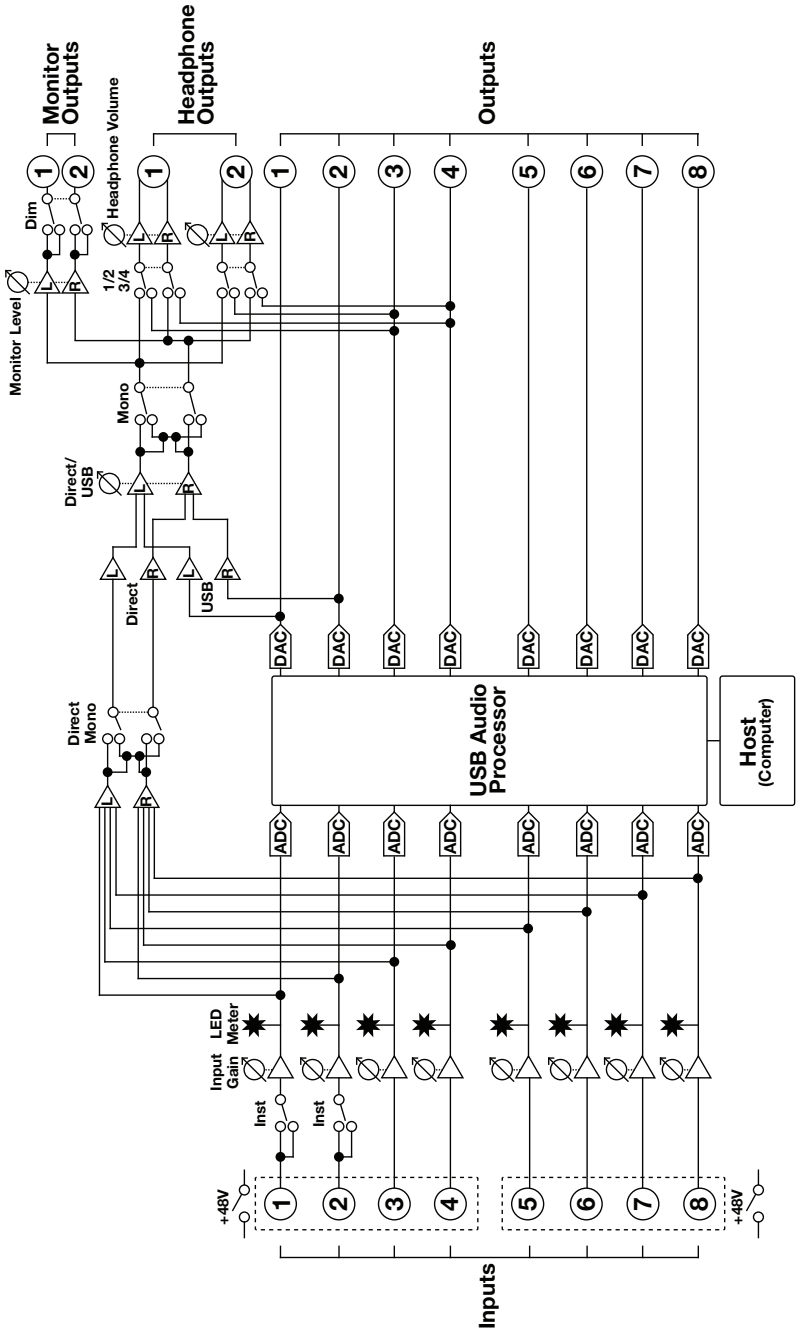 Inputs
+48V
1
2
3
4
5
6
7
8
+48V
Inst
Inst
Input
Gain
LED
Meter
L
R
Direct
Mono
ADC
ADC
ADC
ADC
ADC
ADC
ADC
ADC
USB Audio
Processor
Host
(Computer)
DAC
DAC
DAC
DAC
DAC
DAC
DAC
DAC
L
R
Direct
L
R
USB
Direct/
USB
L
R
Mono
Monitor Level
L
R
Dim
1/2
3/4
L
R
L
R
Headphone Volume
Monitor
Outputs
1
2
Headphone
Outputs
1
2
Outputs
1
2
3
4
5
6
7
8